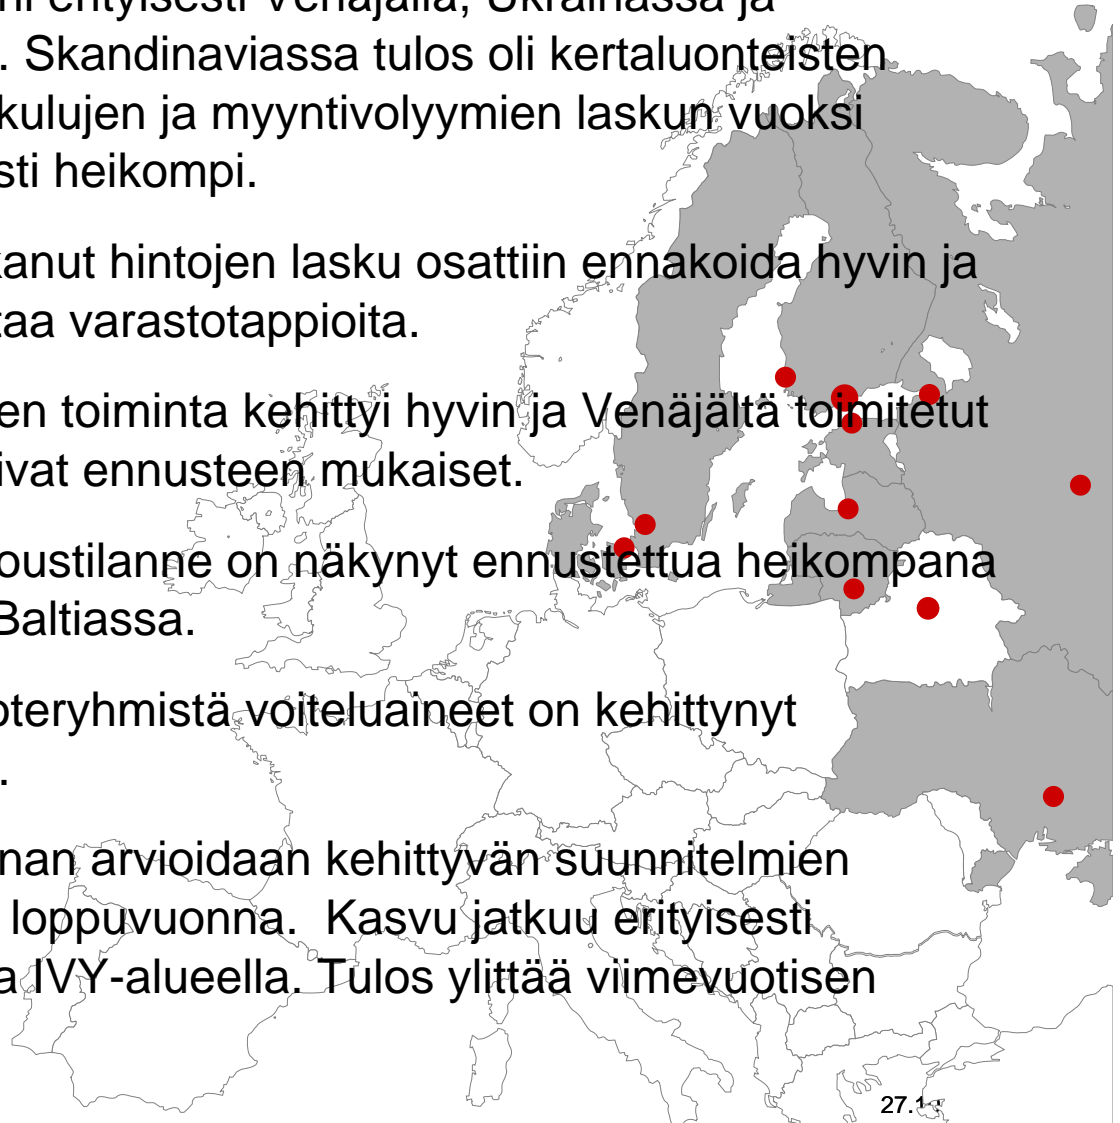 erityisesti Venäjällä, Ukrainassa ja
. Skandinaviassa tulos oli kertaluonteisten
kulujen ja myyntivolyymien laskun vuoksi
sti heikompi.
kanut hintojen lasku osattiin ennakoida hyvin ja
taa varastotappioita.
en toiminta kehittyi hyvin ja Venäjältä toimitetut
ivat ennusteen mukaiset.
oustilanne on näkynyt ennustettua heikompana
Baltiassa.
oteryhmistä voiteluaineet on kehittynyt
.
nan arvioidaan kehittyvän suunnitelmien
loppuvuonna. Kasvu jatkuu erityisesti
a IVY-alueella. Tulos ylittää viimevuotisen